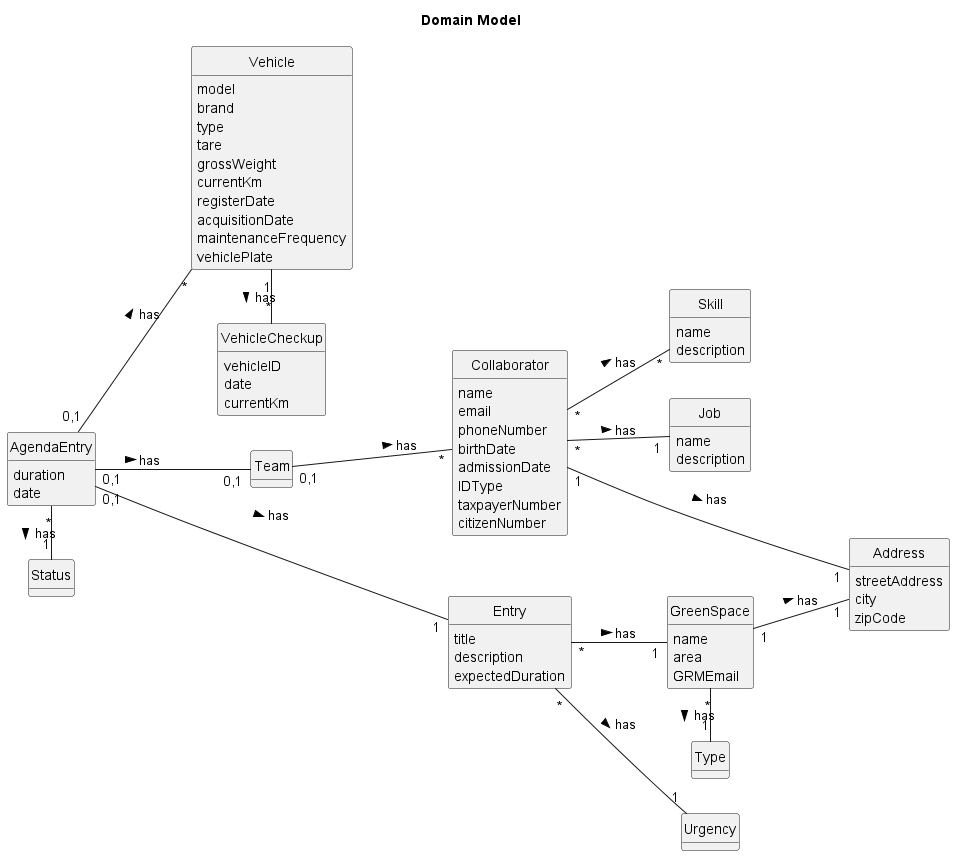 Domain Model
Vehicle
model
brand
type
tare
grossWeight
currentKm
registerDate
acquisitionDate
maintenanceFrequency
vehiclePlate
*
1
has
has
*
VehicleCheckup
vehicleID
date
currentKm
0,1
AgendaEntry
duration
date
has
0,1
0,1
0,1
Team
0,1
has
*
has
*
has
1
Status
Collaborator
name
email
phoneNumber
birthDate
admissionDate
IDType
taxpayerNumber
citizenNumber
has
*
*
Skill
name
description
has
*
1
Job
name
description
1
has
1
Address
streetAddress
city
zipCode
1
Entry
title
description
expectedDuration
has
*
1
GreenSpace
name
area
GRMEmail
has
1
1
*
has
1
Type
*
has
1
Urgency